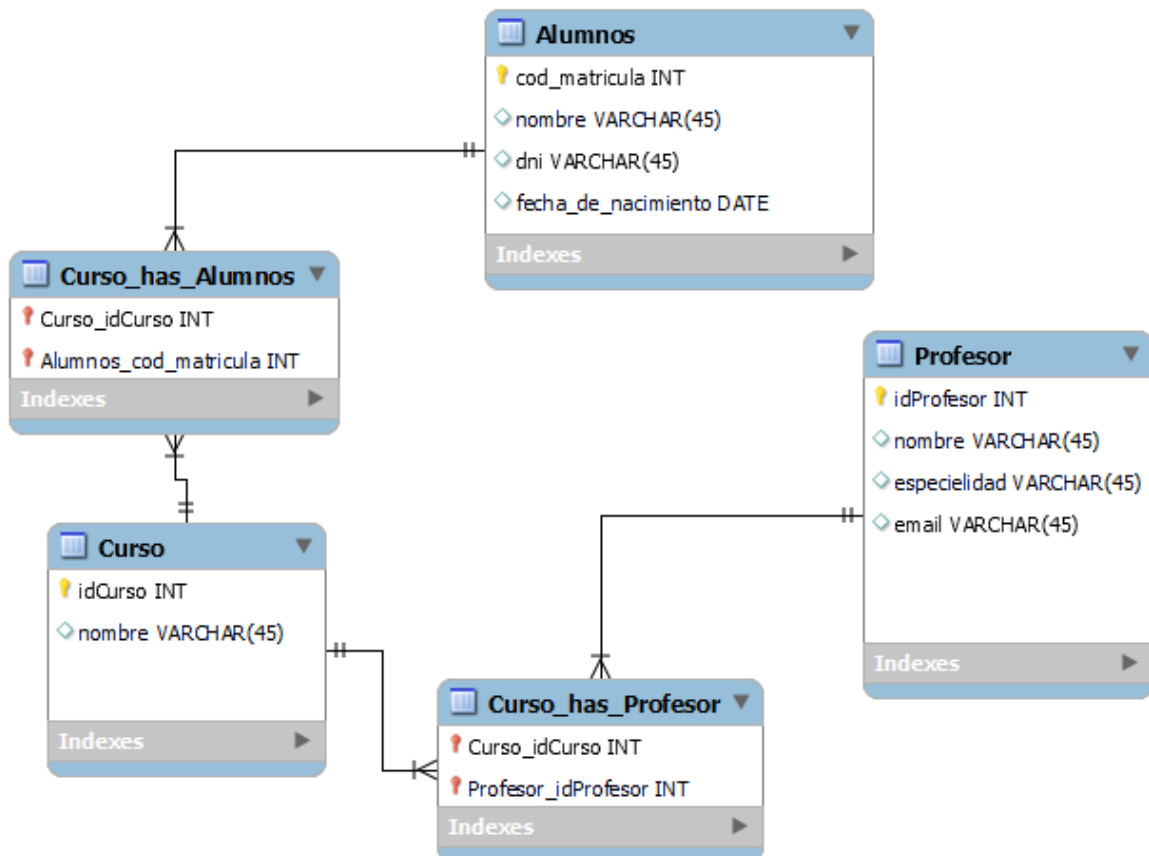 Alumnos
cod_matricula INT
nombre VARCHAR(45)
dni VARCHAR(45)
fecha_de_nacimiento DATE
Indexes
Curso_has_Alumnos
Curso_idCurso INT
Alumnos_cod_matricula INT
Indexes
Profesor
idProfesor INT
nombre VARCHAR(45)
especielidad VARCHAR(45)
email VARCHAR(45)
Indexes
Curso
idCurso INT
nombre VARCHAR(45)
Indexes
Curso_has_Profesor
Curso_idCurso INT
Profesor_idProfesor INT
Indexes